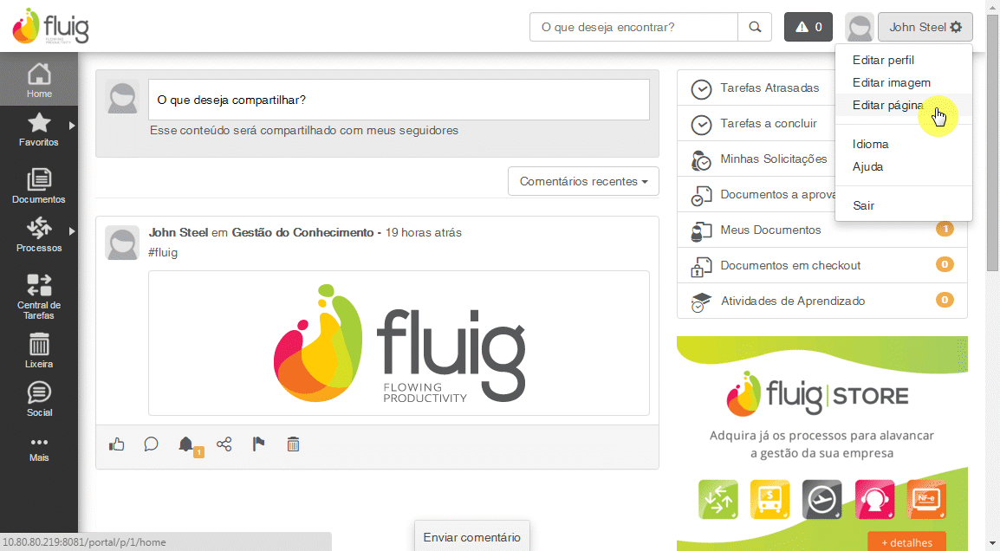 fluig
FLOWING
PRODUCTIVITY
O que deseja encontrar?
0
John Steel
Editar perfil
Editar imagem
Editar página
Idioma
Ajuda
Sair
Home
Favoritos
Documentos
Processos
Central de
Tarefas
Lixeira
Social
Mais
O que deseja compartilhar?
Esse conteúdo será compartilhado com meus seguidores
Comentários recentes
John Steel em Gestão do Conhecimento - 19 horas atrás
#fluig
fluig
FLOWING
PRODUCTIVITY
1
Enviar comentário
Tarefas Atrasadas
Tarefas a concluir
Minhas Solicitações
Documentos a aprova
Meus Documentos 1
Documentos em checkout 0
Atividades de Aprendizado 0
fluig STORE
Adquira já os processos para alavancar
a gestão da sua empresa
$
NF-e
+ detalhes
10.80.80.219:8081/portal/p/1/home